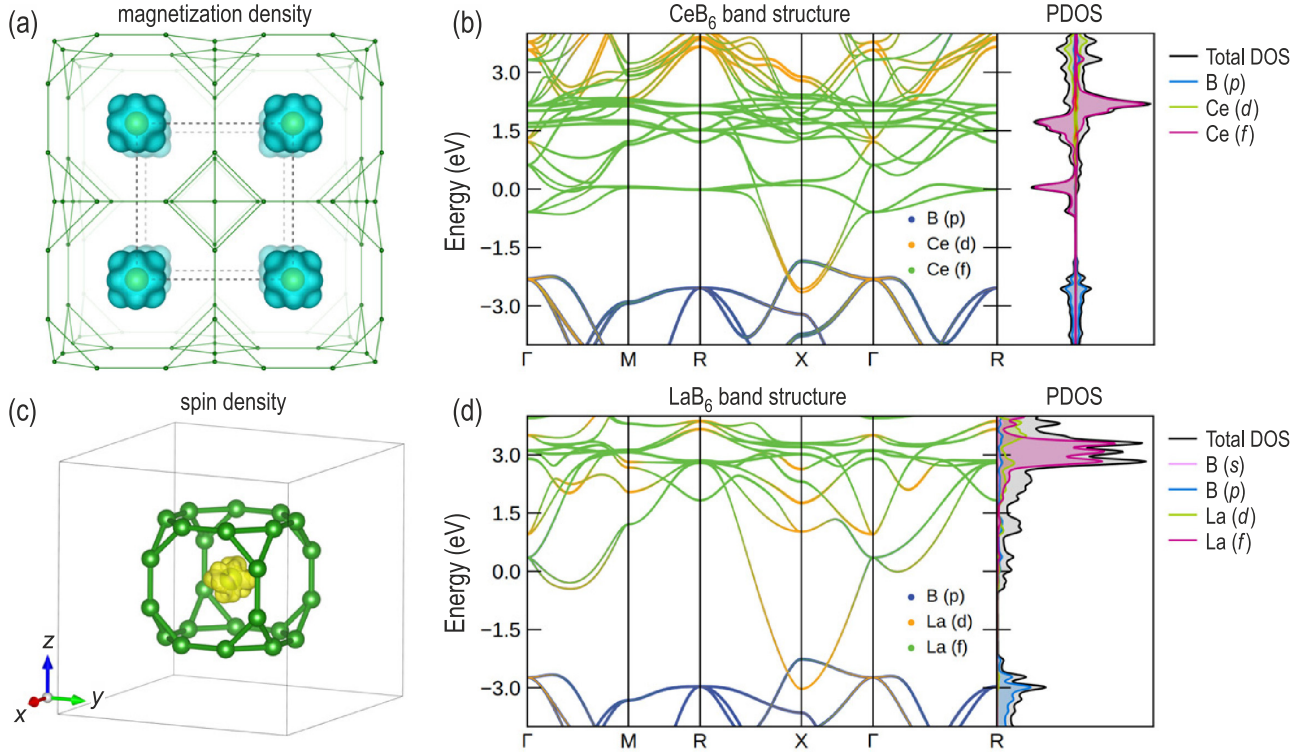 (a) magnetization density
(b) CeB6 band structure PDOS
Energy (eV)
3.0
1.5
0.0
−1.5
−3.0
B (p)
Ce (d)
Ce (f)
Γ M R X Γ R
Total DOS
B (p)
Ce (d)
Ce (f)
(c) spin density
z
x y
(d) LaB6 band structure PDOS
Energy (eV)
3.0
1.5
0.0
−1.5
−3.0
B (p)
La (d)
La (f)
Γ M R X Γ R
Total DOS
B (s)
B (p)
La (d)
La (f)